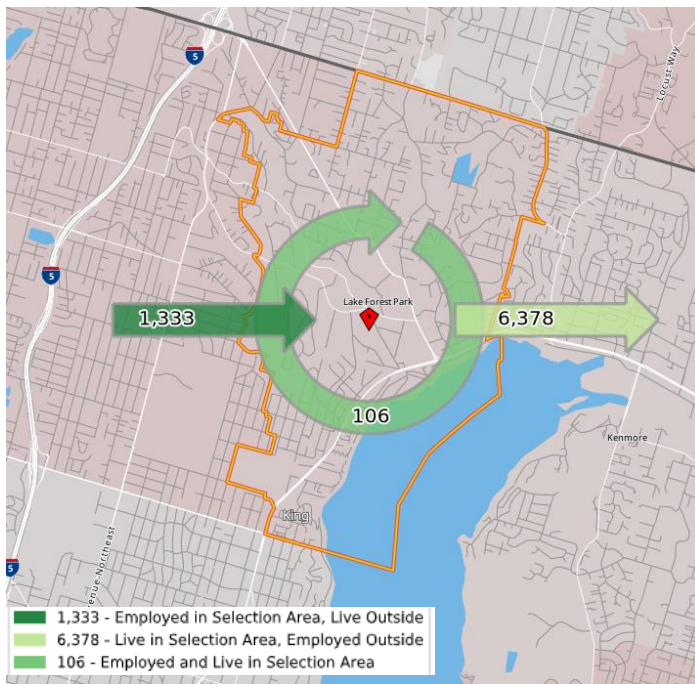 5
Locust Way
5
Lake Forest Park
1,333
6,378
106
Kenmore
King
5
enue-Northeast
1,333 - Employed in Selection Area, Live Outside
6,378 - Live in Selection Area, Employed Outside
106 - Employed and Live in Selection Area